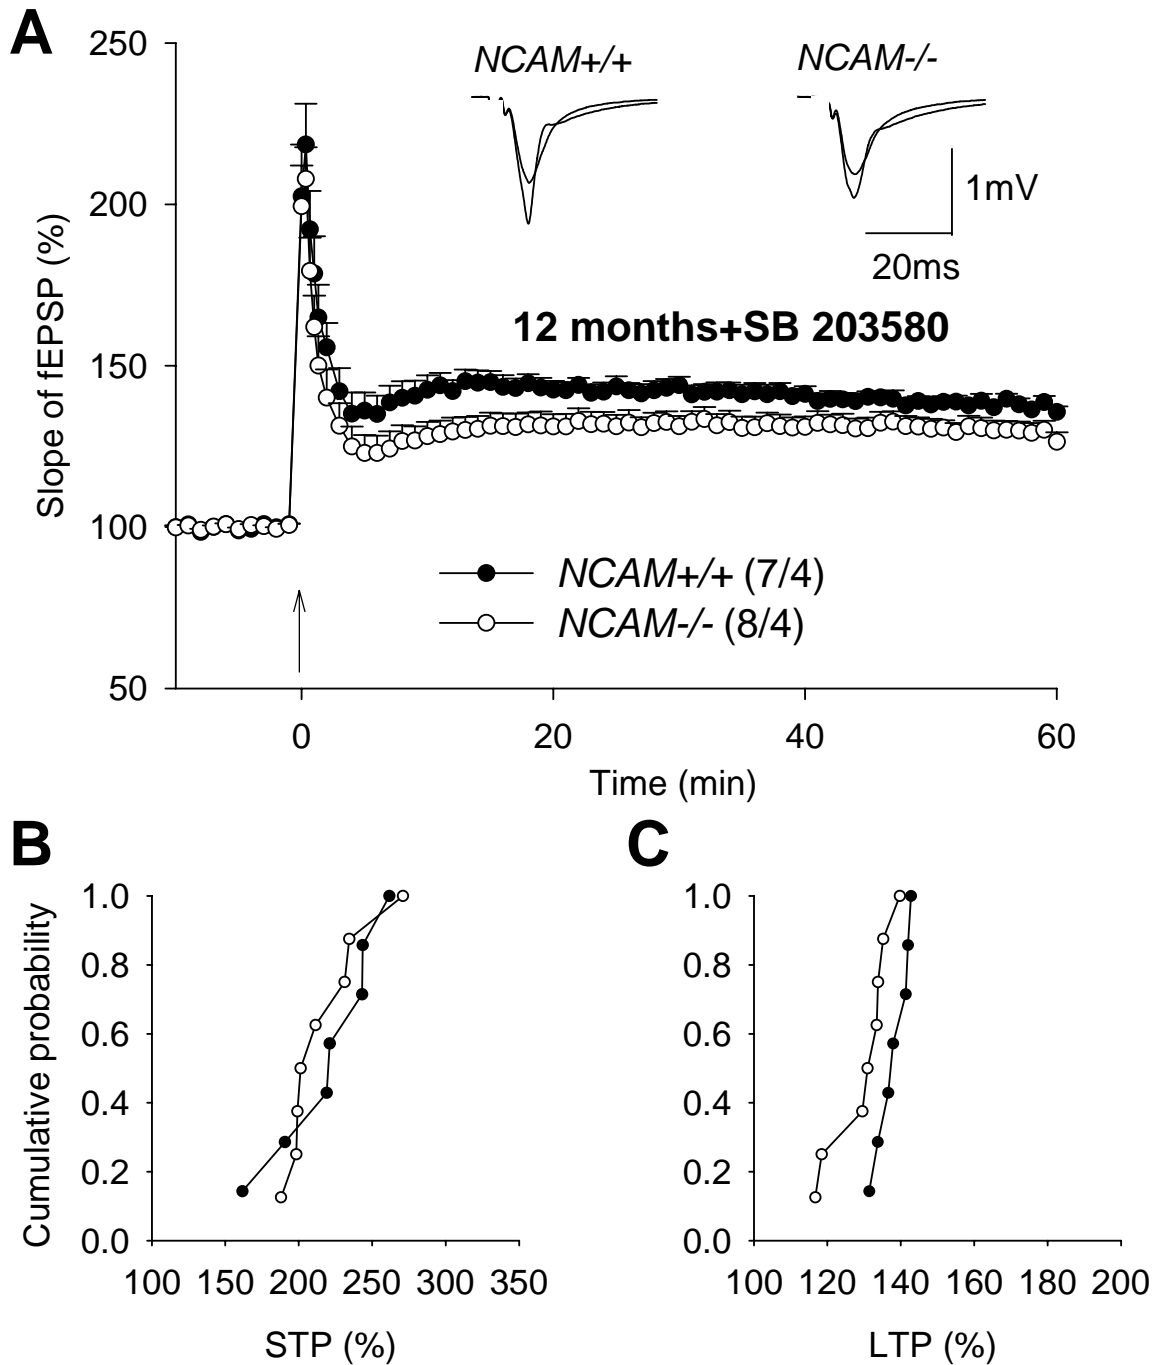 A
250
200
150
100
50
Slope of fEPSP (%)
NCAM+/+
NCAM-/-
1mV
20ms
12 months+SB 203580
NCAM+/+ (7/4)
NCAM-/- (8/4)
0 20 40 60
Time (min)
B
1.0
0.8
0.6
0.4
0.2
0.0
Cumulative probability
100 150 200 250 300 350
STP (%)
C
1.0
0.8
0.6
0.4
0.2
0.0
100 120 140 160 180 200
LTP (%)